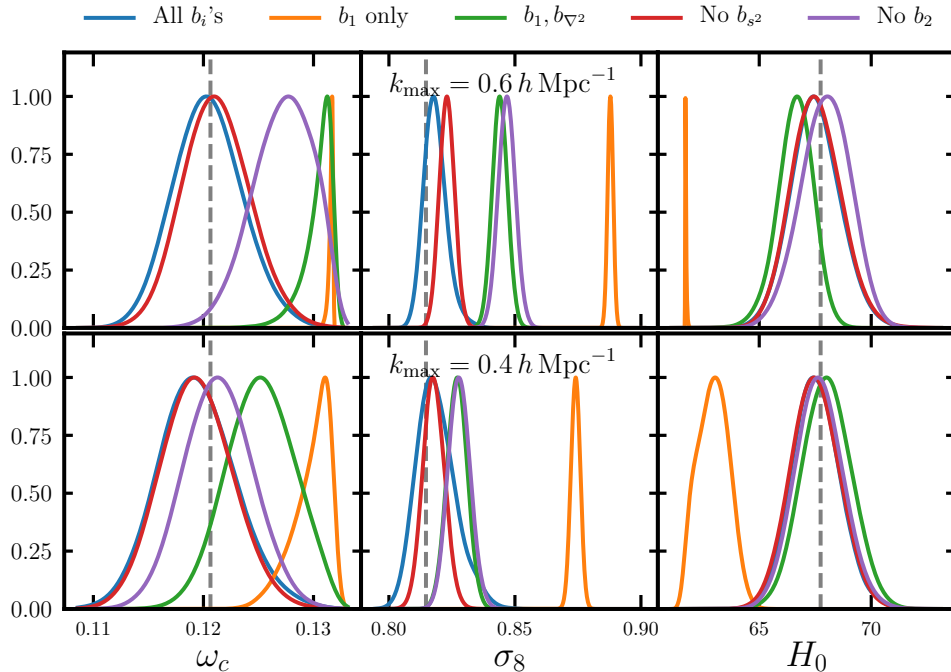 All $b_i$'s $b_1$ only $b_1, b_{\nabla^2}$ No $b_{s^2}$ No $b_2$
$k_{\max} = 0.6\, h\, \mathrm{Mpc}^{-1}$
1.00
0.75
0.50
0.25
0.00
$k_{\max} = 0.4\, h\, \mathrm{Mpc}^{-1}$
1.00
0.75
0.50
0.25
0.00
0.11 0.12 0.13 0.80 0.85 0.90 65 70
$\omega_c$ $\sigma_8$ $H_0$